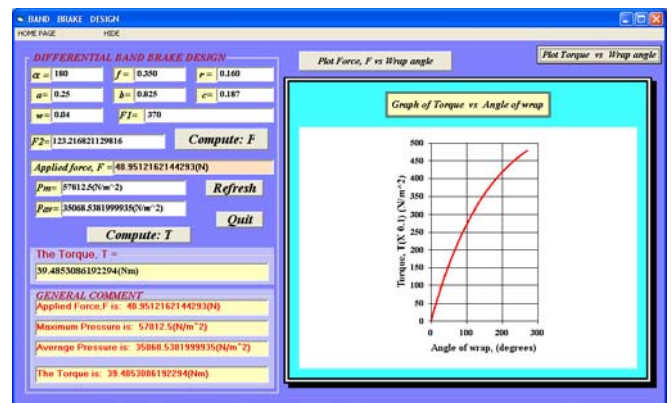 BAND BRAKE DESIGN
HOME PAGE HIDE
DIFFERENTIAL BAND BRAKE DESIGN
α = 180 f = 0.350 r = 0.160
a= 0.25 b= 0.825 c= 0.187
w= 0.04 F1= 370
F2= 123.216821129816 Compute: F
Applied force, F = 48.9512162144293(N)
Pm= 57812.5(N/m^2) Refresh
Pav= 35068.5381999935(N/m^2)
Quit
Compute: T
The Torque, T =
39.4853086192294(Nm)
GENERAL COMMENT
Applied Force,F is: 48.9512162144293(N)
Maximum Pressure is: 57812.5(N/m^2)
Average Pressure is: 35068.5381999935(N/m^2)
The Torque is: 39.4853086192294(Nm)
Plot Force, F vs Wrap angle
Plot Torque vs Wrap angle
Graph of Torque vs Angle of wrap
Torque, T(X 0.1) (N/m^2)
500
450
400
350
300
250
200
150
100
50
0
0 100 200 300
Angle of wrap, (degrees)